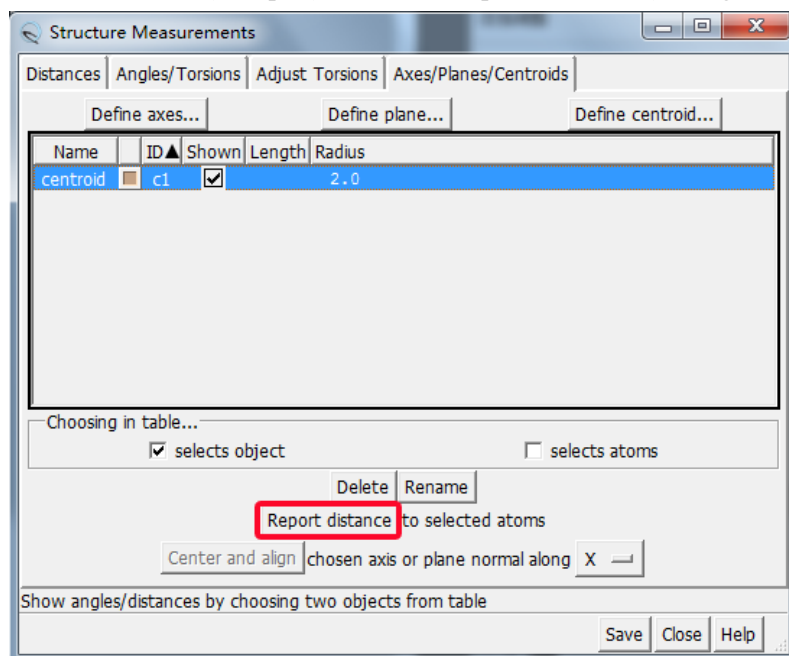 Structure Measurements
Distances Angles/Torsions Adjust Torsions Axes/Planes/Centroids
Define axes... Define plane... Define centroid...
Name ID▲ Shown Length Radius
centroid c1 2.0
Choosing in table...
selects object selects atoms
Delete Rename
Report distance to selected atoms
Center and align chosen axis or plane normal along X
Show angles/distances by choosing two objects from table
Save Close Help